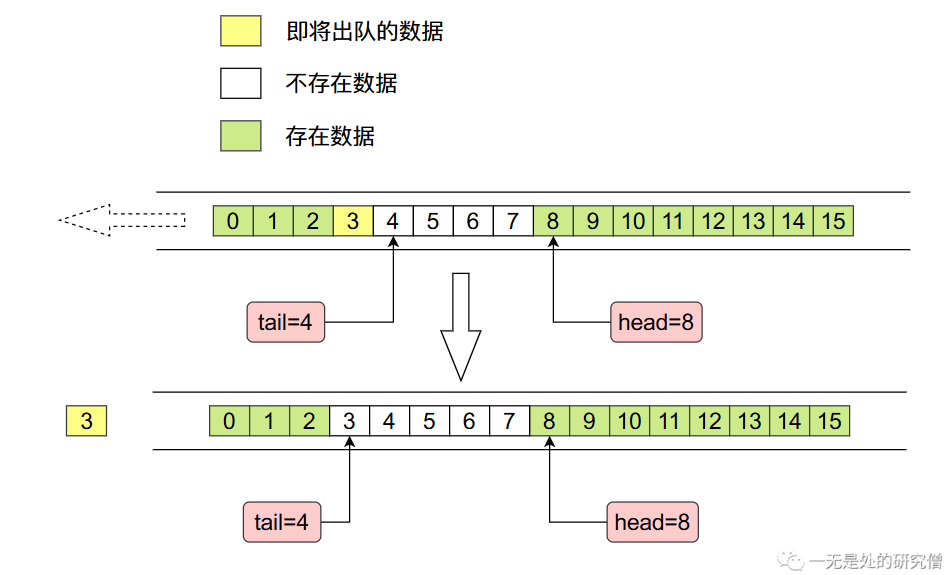 即将出队的数据
不存在数据
存在数据
0 1 2 3 4 5 6 7 8 9 10 11 12 13 14 15
tail=4 head=8
3 0 1 2 3 4 5 6 7 8 9 10 11 12 13 14 15
tail=4 head=8
一无是处的研究僧